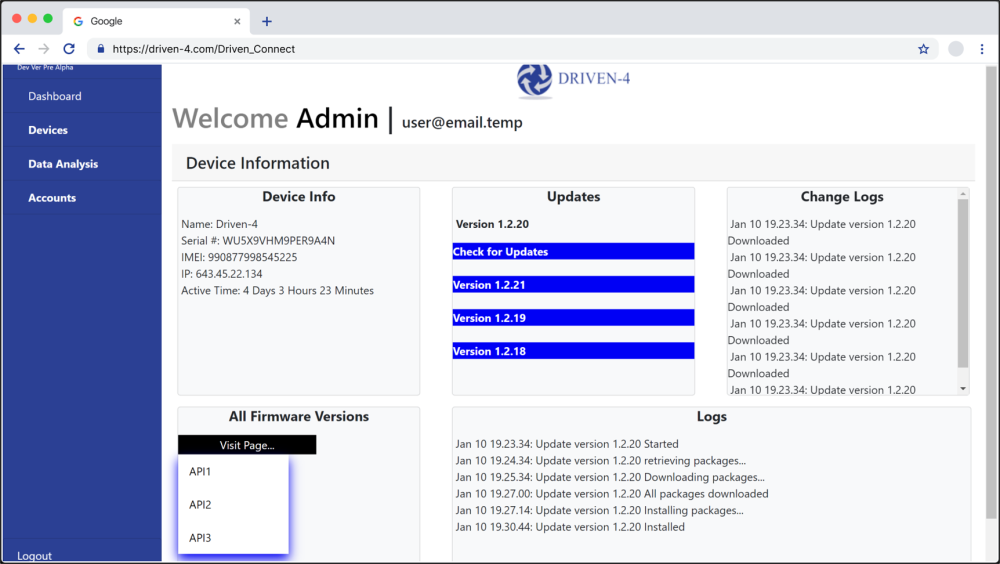 Google
https://driven-4.com/Driven_Connect
Dev Ver Pre Alpha
Dashboard
Devices
Data Analysis
Accounts
Logout
DRIVEN-4
Welcome Admin | user@email.temp
Device Information
Device Info
Name: Driven-4
Serial #: WU5X9VHM9PER9A4N
IMEI: 990877998545225
IP: 643.45.22.134
Active Time: 4 Days 3 Hours 23 Minutes
Updates
Version 1.2.20
Check for Updates
Version 1.2.21
Version 1.2.19
Version 1.2.18
Change Logs
Jan 10 19.23.34: Update version 1.2.20
Downloaded
Jan 10 19.23.34: Update version 1.2.20
Downloaded
Jan 10 19.23.34: Update version 1.2.20
Downloaded
Jan 10 19.23.34: Update version 1.2.20
Downloaded
Jan 10 19.23.34: Update version 1.2.20
Downloaded
Jan 10 19.23.34: Update version 1.2.20
All Firmware Versions
Visit Page...
API1
API2
API3
Logs
Jan 10 19.23.34: Update version 1.2.20 Started
Jan 10 19.24.34: Update version 1.2.20 retrieving packages...
Jan 10 19.25.34: Update version 1.2.20 Downloading packages...
Jan 10 19.27.00: Update version 1.2.20 All packages downloaded
Jan 10 19.27.14: Update version 1.2.20 Installing packages...
Jan 10 19.30.44: Update version 1.2.20 Installed